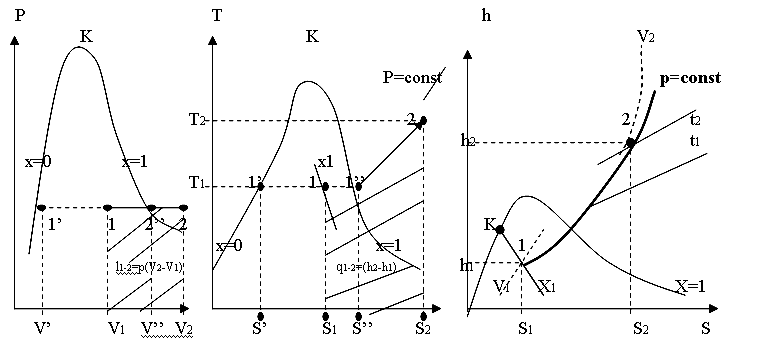 P
K
x=0
x=1
1'
1
2''
2
l1-2=p(V2-V1)
V'
V1
V''
V2
T
K
P=const
T2
2
x1
T1
1'
1
1''
x=0
x=1
q1-2=(h2-h1)
S'
S1
S''
S2
h
V2
p=const
2
t2
h2
t1
K
1
h1
V1
X1
X=1
S1
S2
S